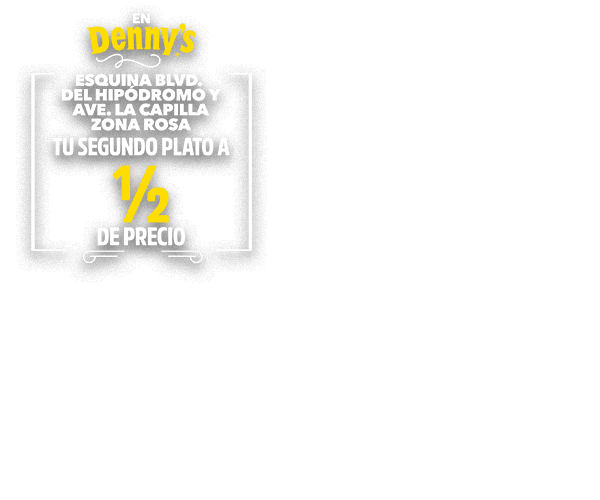 EN
Denny's
ESQUINA BLVD.
DEL HIPÓDROMO Y
AVE. LA CAPILLA
ZONA ROSA
TU SEGUNDO PLATO A
½
DE PRECIO